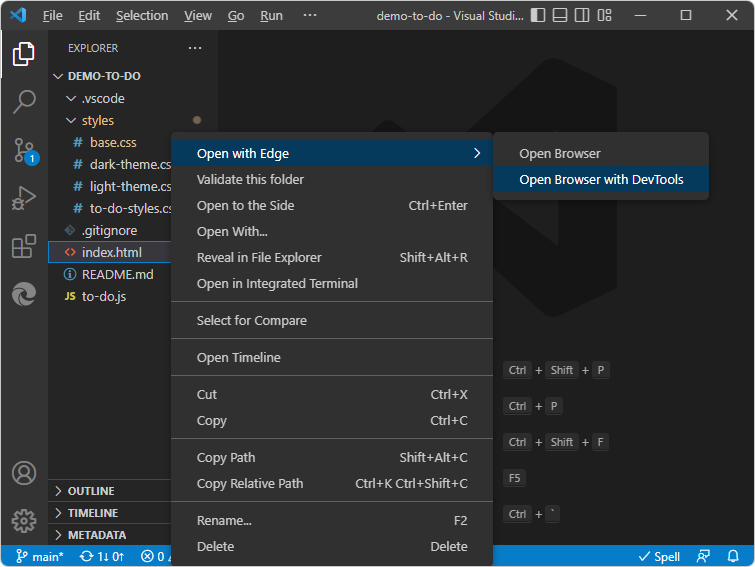 File Edit Selection View Go Run ··· demo-to-do - Visual Studi...
EXPLORER ···
DEMO-TO-DO
.vscode
styles
# base.css
# dark-theme.cs
# light-theme.cs
# to-do-styles.cs
.gitignore
<> index.html
README.md
JS to-do.js
OUTLINE
TIMELINE
METADATA
1
Open with Edge >
Validate this folder
Open to the Side Ctrl+Enter
Open With...
Reveal in File Explorer Shift+Alt+R
Open in Integrated Terminal
Select for Compare
Open Timeline
Cut Ctrl+X
Copy Ctrl+C
Copy Path Shift+Alt+C
Copy Relative Path Ctrl+K Ctrl+Shift+C
Rename... F2
Delete Delete
Open Browser
Open Browser with DevTools
Ctrl + Shift + P
Ctrl + P
Ctrl + Shift + F
F5
Ctrl + `
main* 1↓ 0↑ 0 Spell